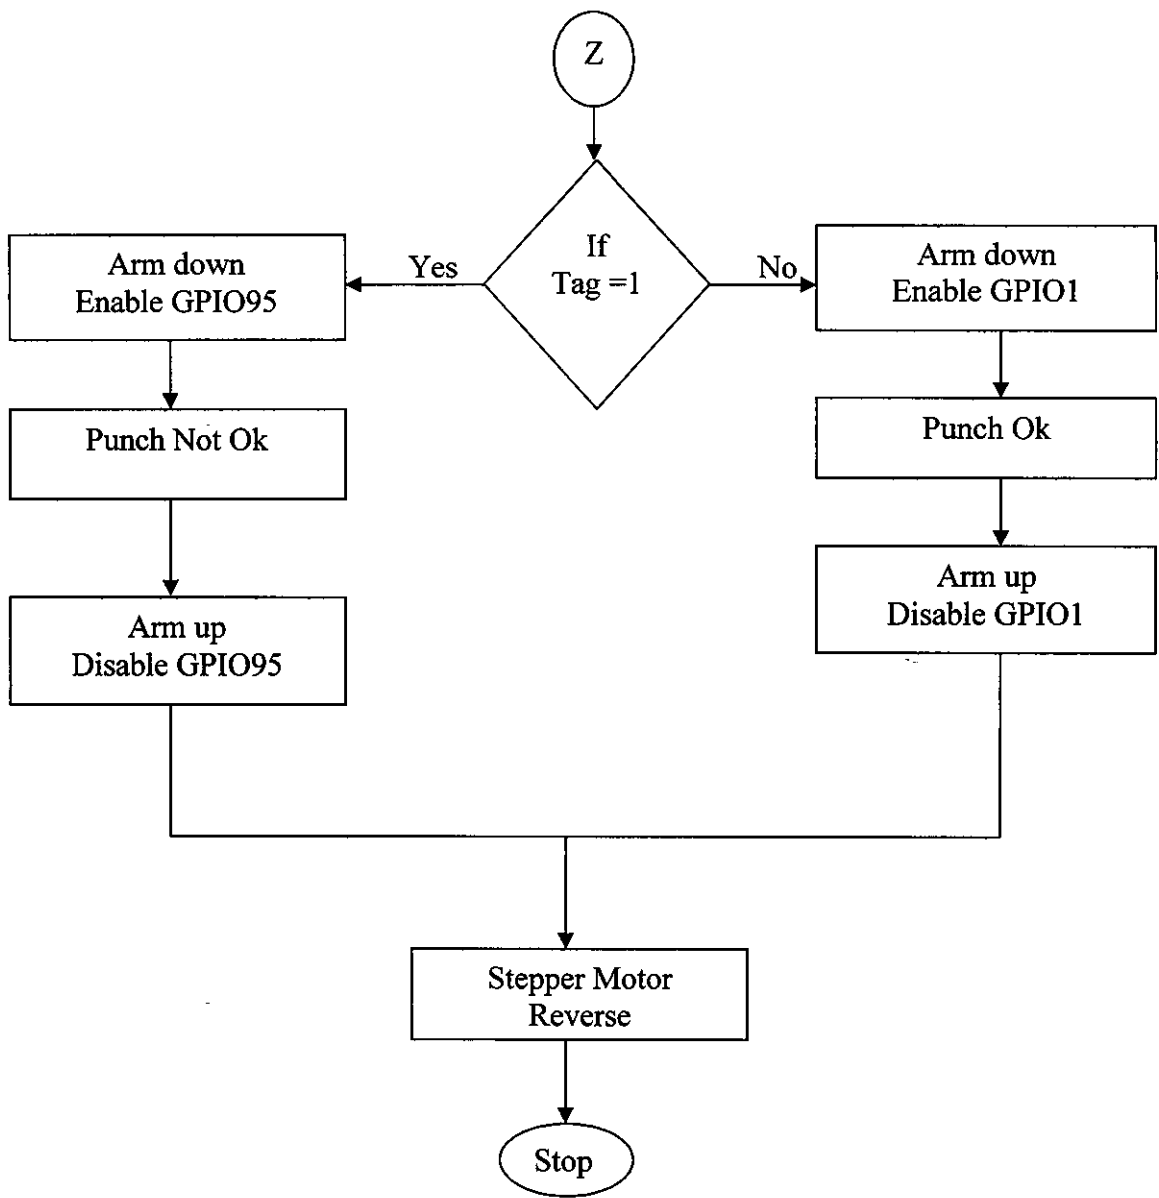 Z
If
Tag =1
Yes
No
Arm down
Enable GPIO95
Arm down
Enable GPIO1
Punch Not Ok
Punch Ok
Arm up
Disable GPIO95
Arm up
Disable GPIO1
Stepper Motor
Reverse
Stop